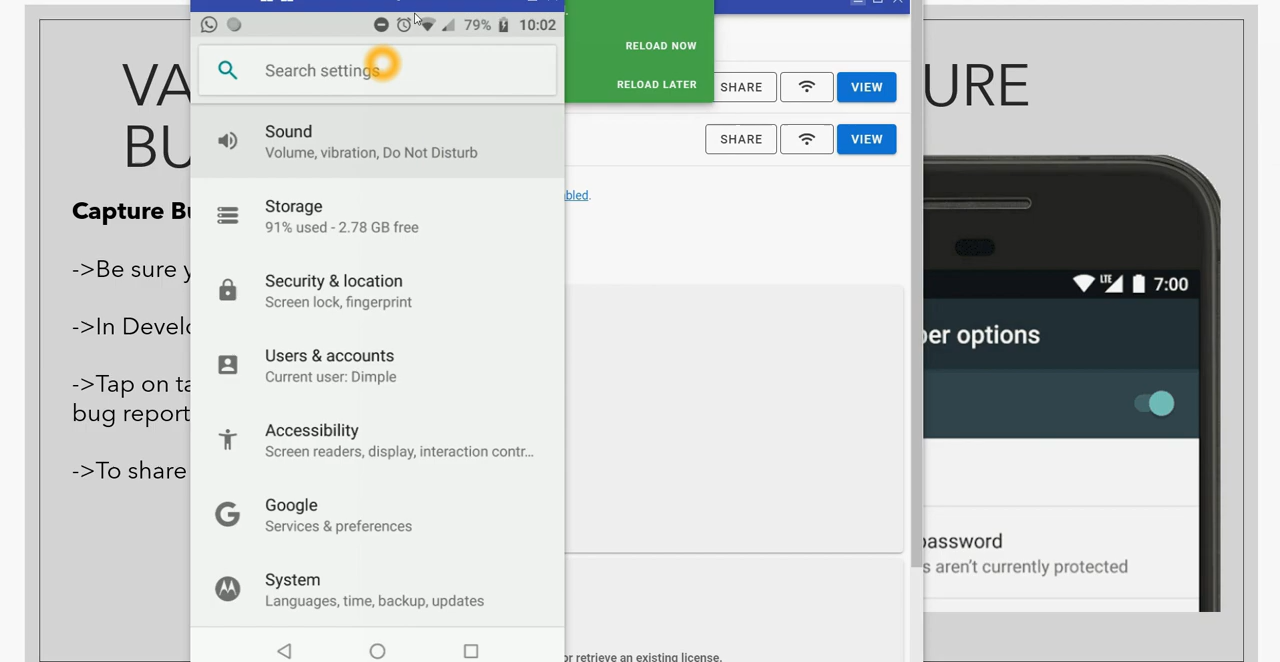 VA
BU
URE
Capture Bu
->Be sure y
->In Develo
->Tap on ta
bug report
->To share
79% 10:02
Search settings
Sound
Volume, vibration, Do Not Disturb
Storage
91% used - 2.78 GB free
Security & location
Screen lock, fingerprint
Users & accounts
Current user: Dimple
Accessibility
Screen readers, display, interaction contr...
Google
Services & preferences
System
Languages, time, backup, updates
RELOAD NOW
RELOAD LATER
SHARE VIEW
SHARE VIEW
bled.
or retrieve an existing license.
LTE 7:00
per options
password
s aren't currently protected